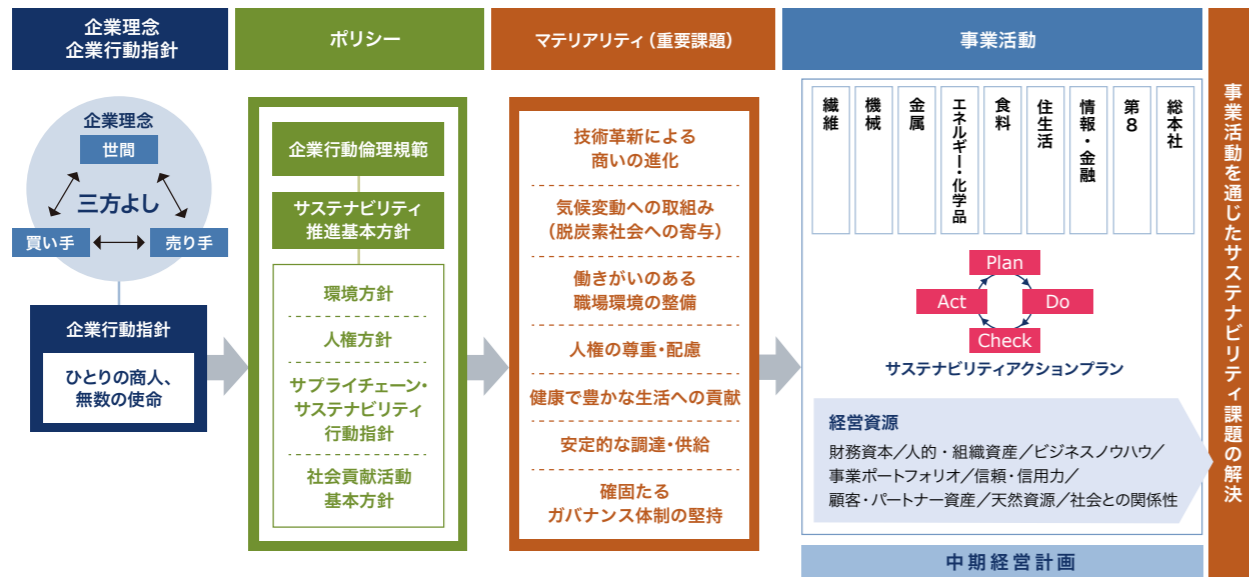 企業理念
企業行動指針
ポリシー
マテリアリティ（重要課題）
事業活動
企業理念
世間
三方よし
買い手
売り手
企業行動指針
ひとりの商人、
無数の使命
企業行動倫理規範
サステナビリティ
推進基本方針
環境方針
人権方針
サプライチェーン・
サステナビリティ
行動指針
社会貢献活動
基本方針
技術革新による
商いの進化
気候変動への取組み
（脱炭素社会への寄与）
働きがいのある
職場環境の整備
人権の尊重・配慮
健康で豊かな生活への貢献
安定的な調達・供給
確固たる
ガバナンス体制の堅持
繊維
機械
金属
エネルギー・化学品
食料
住生活
情報・金融
第8
総本社
Plan
Act
Do
Check
サステナビリティアクションプラン
経営資源
財務資本／人的・組織資産／ビジネスノウハウ／
事業ポートフォリオ／信頼・信用力／
顧客・パートナー資産／天然資源／社会との関係性
中期経営計画
事業活動を通じたサステナビリティ課題の解決